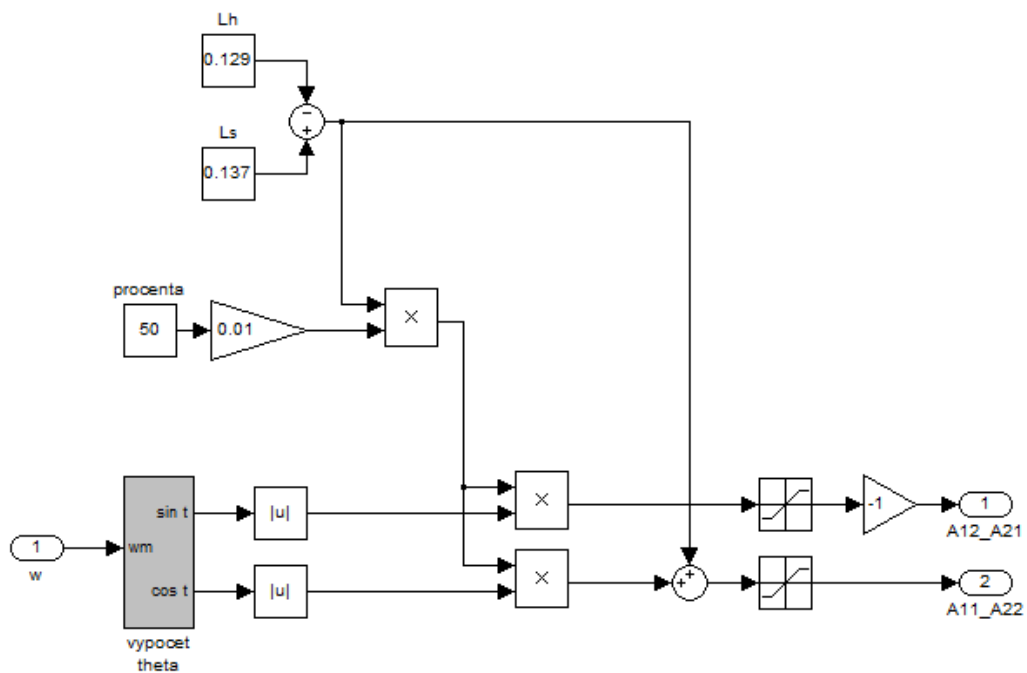 Lh
0.129
−
+
Ls
0.137
procenta
50
0.01
×
×
sin t
|u|
-1
1
A12_A21
1
wm
w
×
+
+
cos t
|u|
2
A11_A22
vypocet
theta